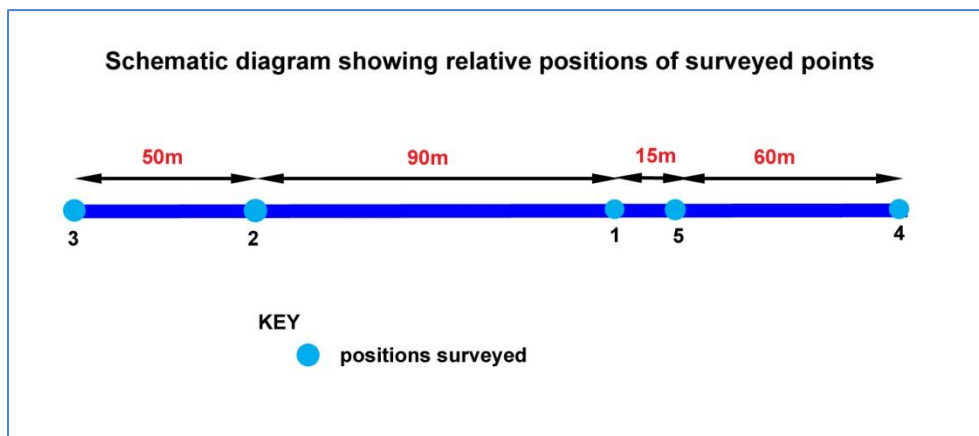 Schematic diagram showing relative positions of surveyed points
50m 90m 15m 60m
3 2 1 5 4
KEY
positions surveyed